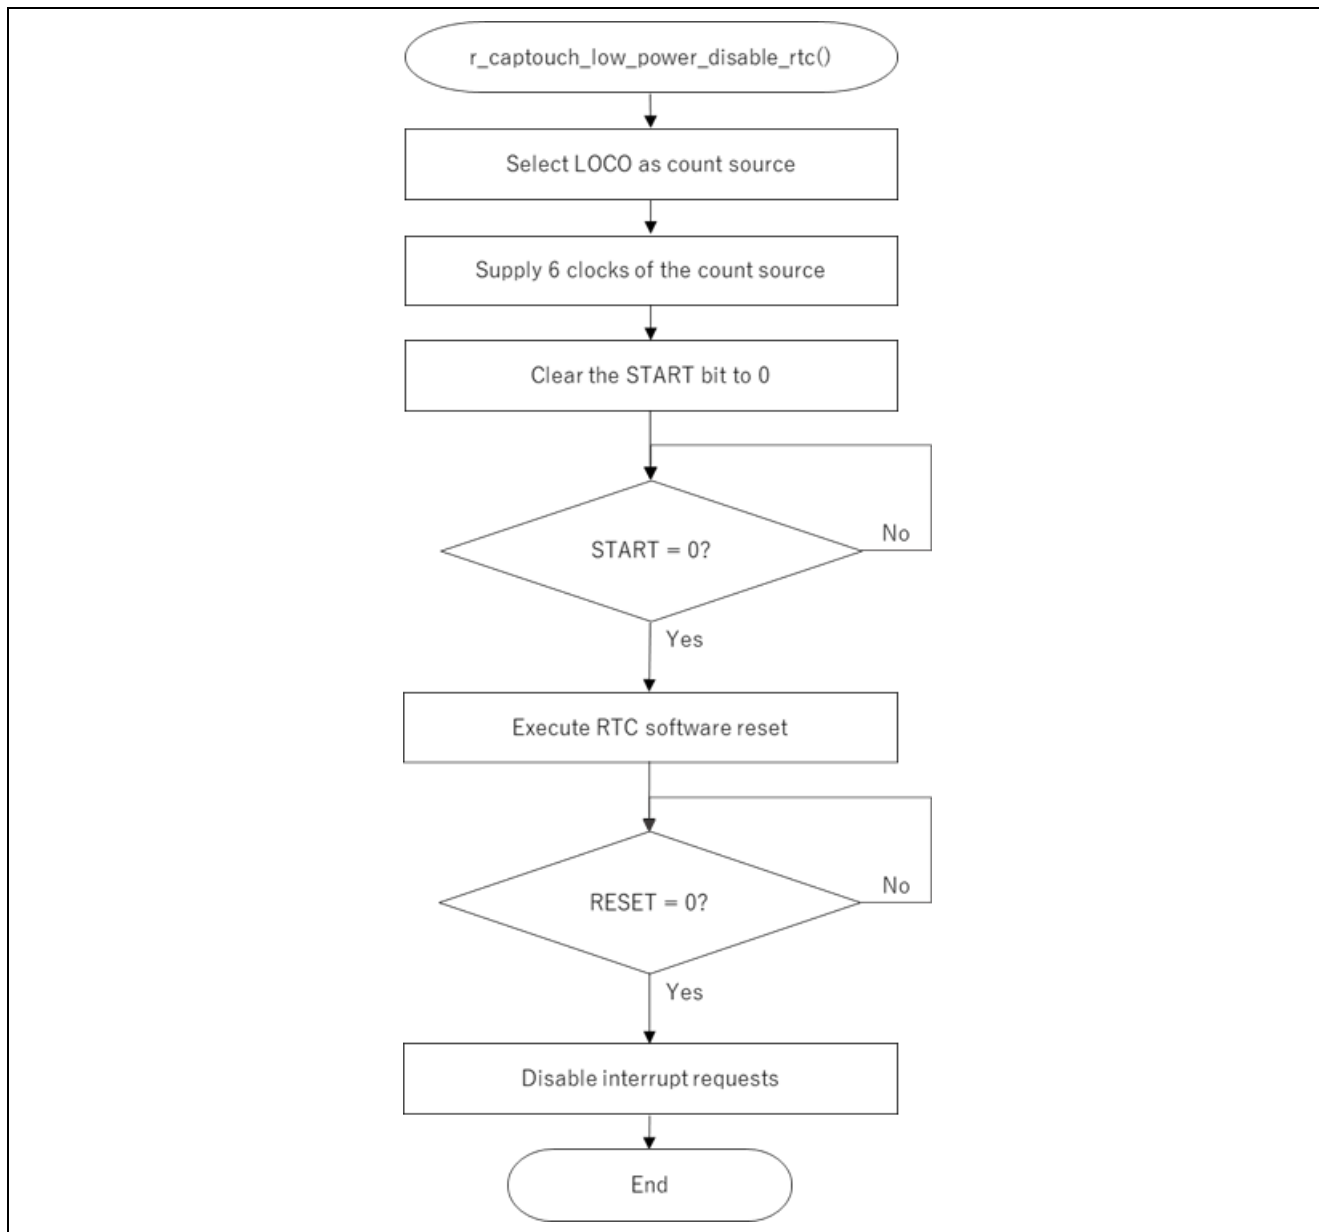 r_captouch_low_power_disable_rtc()
Select LOCO as count source
Supply 6 clocks of the count source
Clear the START bit to 0
START = 0?
No
Yes
Execute RTC software reset
RESET = 0?
No
Yes
Disable interrupt requests
End